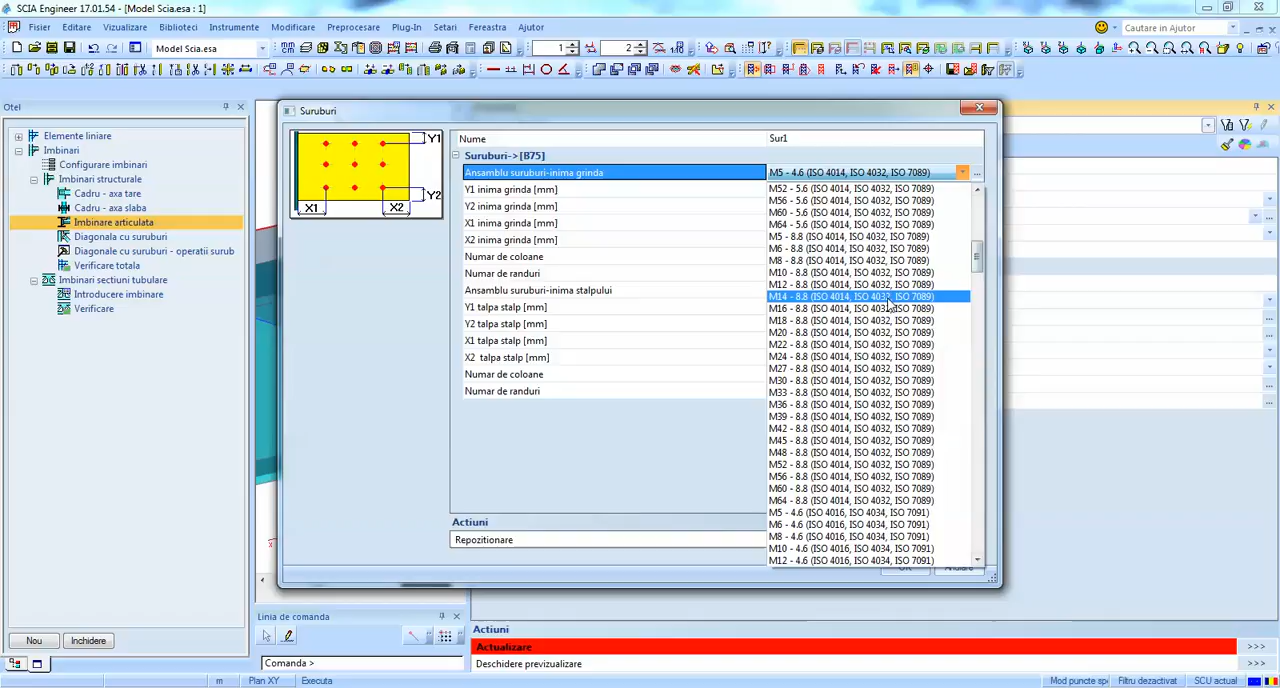 SCIA Engineer 17.01.54 - [Model Scia.esa : 1]
Fisier Editare Vizualizare Biblioteci Instrumente Modificare Preprocesare Plug-In Setari Fereastra Ajutor Cautare in Ajutor
Model Scia.esa 1 2
Otel
Elemente liniare
Imbinari
Configurare imbinari
Imbinari structurale
Cadru - axa tare
Cadru - axa slaba
Imbinare articulata
Diagonala cu suruburi
Diagonale cu suruburi - operatii surub
Verificare totala
Imbinari sectiuni tubulare
Introducere imbinare
Verificare
Nou Inchidere
Suruburi
Y1
Y2
X1 X2
Nume Sur1
Suruburi->[B75]
Ansamblu suruburi-inima grinda M5 - 4.6 (ISO 4014, ISO 4032, ISO 7089)
Y1 inima grinda [mm]
Y2 inima grinda [mm]
X1 inima grinda [mm]
X2 inima grinda [mm]
Numar de coloane
Numar de randuri
Ansamblu suruburi-inima stalpului
Y1 talpa stalp [mm]
Y2 talpa stalp [mm]
X1 talpa stalp [mm]
X2 talpa stalp [mm]
Numar de coloane
Numar de randuri
M52 - 5.6 (ISO 4014, ISO 4032, ISO 7089)
M56 - 5.6 (ISO 4014, ISO 4032, ISO 7089)
M60 - 5.6 (ISO 4014, ISO 4032, ISO 7089)
M64 - 5.6 (ISO 4014, ISO 4032, ISO 7089)
M5 - 8.8 (ISO 4014, ISO 4032, ISO 7089)
M6 - 8.8 (ISO 4014, ISO 4032, ISO 7089)
M8 - 8.8 (ISO 4014, ISO 4032, ISO 7089)
M10 - 8.8 (ISO 4014, ISO 4032, ISO 7089)
M12 - 8.8 (ISO 4014, ISO 4032, ISO 7089)
M14 - 8.8 (ISO 4014, ISO 4032, ISO 7089)
M16 - 8.8 (ISO 4014, ISO 4032, ISO 7089)
M18 - 8.8 (ISO 4014, ISO 4032, ISO 7089)
M20 - 8.8 (ISO 4014, ISO 4032, ISO 7089)
M22 - 8.8 (ISO 4014, ISO 4032, ISO 7089)
M24 - 8.8 (ISO 4014, ISO 4032, ISO 7089)
M27 - 8.8 (ISO 4014, ISO 4032, ISO 7089)
M30 - 8.8 (ISO 4014, ISO 4032, ISO 7089)
M33 - 8.8 (ISO 4014, ISO 4032, ISO 7089)
M36 - 8.8 (ISO 4014, ISO 4032, ISO 7089)
M39 - 8.8 (ISO 4014, ISO 4032, ISO 7089)
M42 - 8.8 (ISO 4014, ISO 4032, ISO 7089)
M45 - 8.8 (ISO 4014, ISO 4032, ISO 7089)
M48 - 8.8 (ISO 4014, ISO 4032, ISO 7089)
M52 - 8.8 (ISO 4014, ISO 4032, ISO 7089)
M56 - 8.8 (ISO 4014, ISO 4032, ISO 7089)
M60 - 8.8 (ISO 4014, ISO 4032, ISO 7089)
M64 - 8.8 (ISO 4014, ISO 4032, ISO 7089)
M5 - 4.6 (ISO 4016, ISO 4034, ISO 7091)
M6 - 4.6 (ISO 4016, ISO 4034, ISO 7091)
M8 - 4.6 (ISO 4016, ISO 4034, ISO 7091)
M10 - 4.6 (ISO 4016, ISO 4034, ISO 7091)
M12 - 4.6 (ISO 4016, ISO 4034, ISO 7091)
Actiuni
Repozitionare
Linia de comanda
Comanda >
Actiuni
Actualizare >>>
Deschidere previzualizare >>>
m Plan XY Executa Mod puncte sp Filtru dezactivat SCU actual